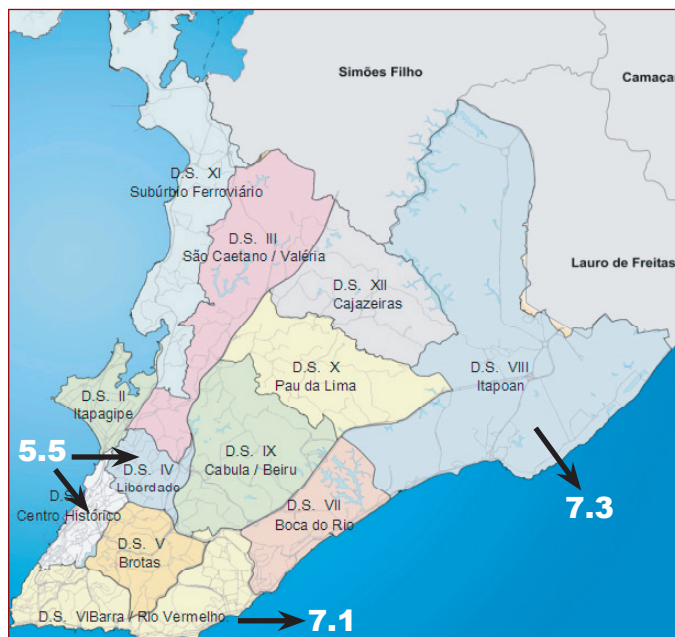 Simões Filho
Camaça
D.S. XI
Subúrbio Ferroviário
D.S. III
São Caetano / Valéria
Lauro de Freitas
D.S. XII
Cajazeiras
D.S. X
Pau da Lima
D.S. VIII
Itapoan
D.S. II
Itapagipe
5.5
D.S. IV
Liberdade
D.S. IX
Cabula / Beiru
D.S.
Centro Histórico
D.S. VII
Boca do Rio
7.3
D.S. V
Brotas
D.S. VIBarra / Rio Vermelho
7.1